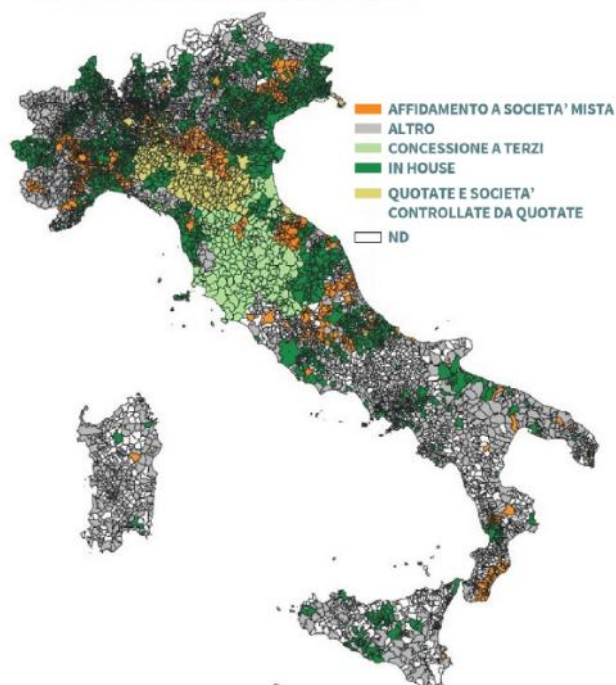 AFFIDAMENTO A SOCIETA' MISTA
ALTRO
CONCESSIONE A TERZI
IN HOUSE
QUOTATE E SOCIETA'
CONTROLLATE DA QUOTATE
ND